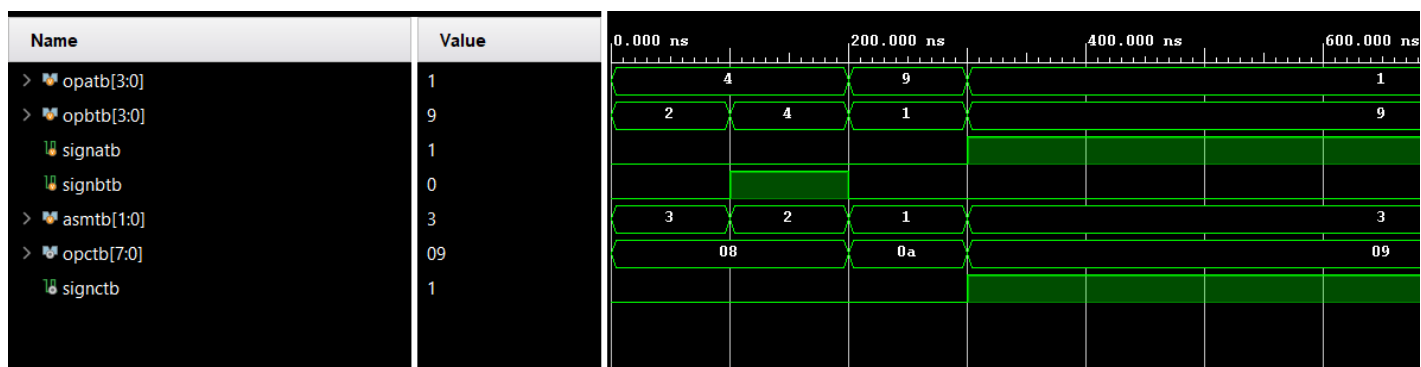 Name Value 0.000 ns 200.000 ns 400.000 ns 600.000 ns
opatb[3:0] 1 4 9 1
opbtb[3:0] 9 2 4 1 9
signatb 1
signbtb 0
asmtb[1:0] 3 3 2 1 3
opctb[7:0] 09 08 0a 09
signctb 1